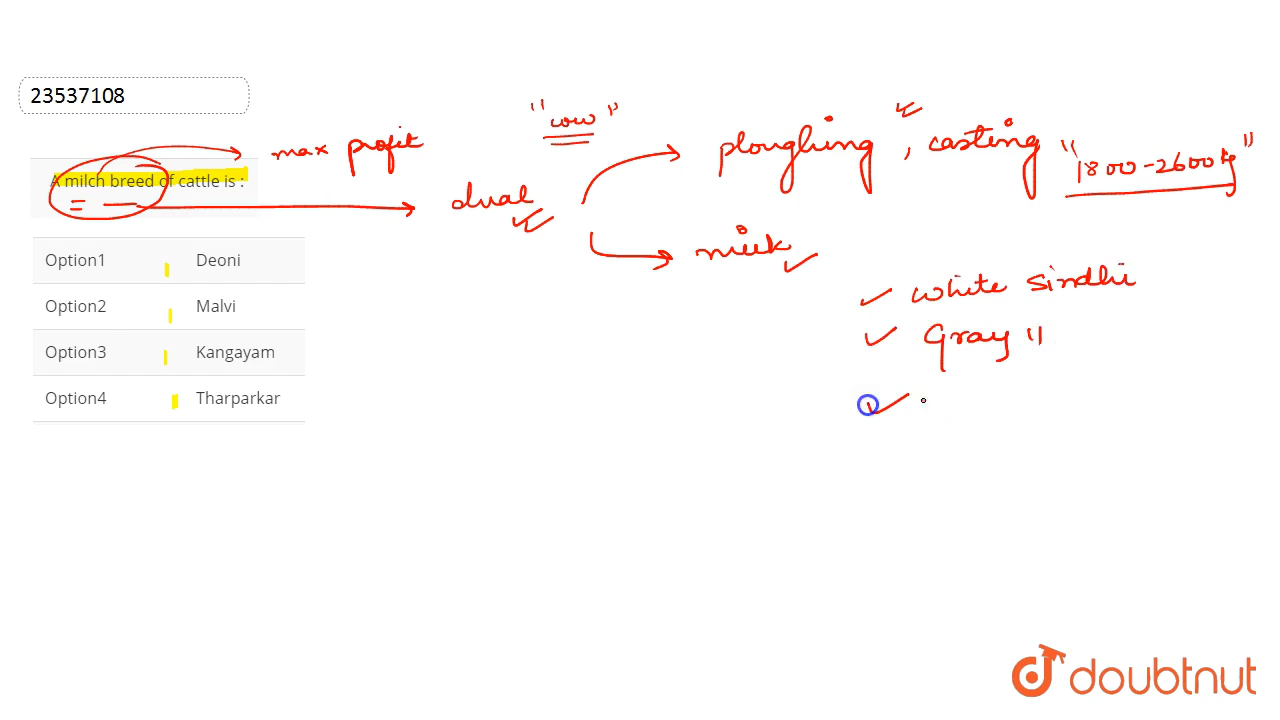 23537108
A milch breed of cattle is :
Option1 Deoni
Option2 Malvi
Option3 Kangayam
Option4 Tharparkar
max profit
"cow"
dual
ploughing, casting
"1800-2600kg"
milk
White Sindhi
Gray "
doubtnut